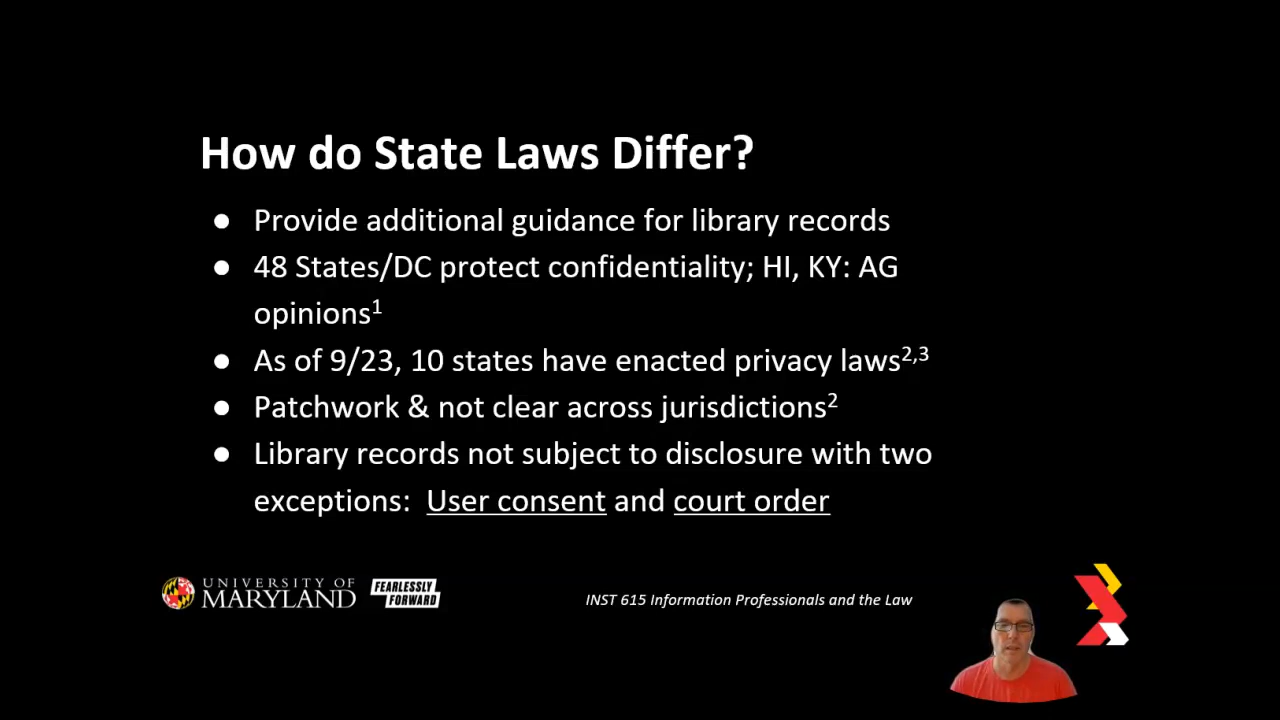 How do State Laws Differ?
● Provide additional guidance for library records
● 48 States/DC protect confidentiality; HI, KY: AG
opinions¹
● As of 9/23, 10 states have enacted privacy laws²,³
● Patchwork & not clear across jurisdictions²
● Library records not subject to disclosure with two
exceptions: User consent and court order
UNIVERSITY OF
MARYLAND
FEARLESSLY
FORWARD
INST 615 Information Professionals and the Law